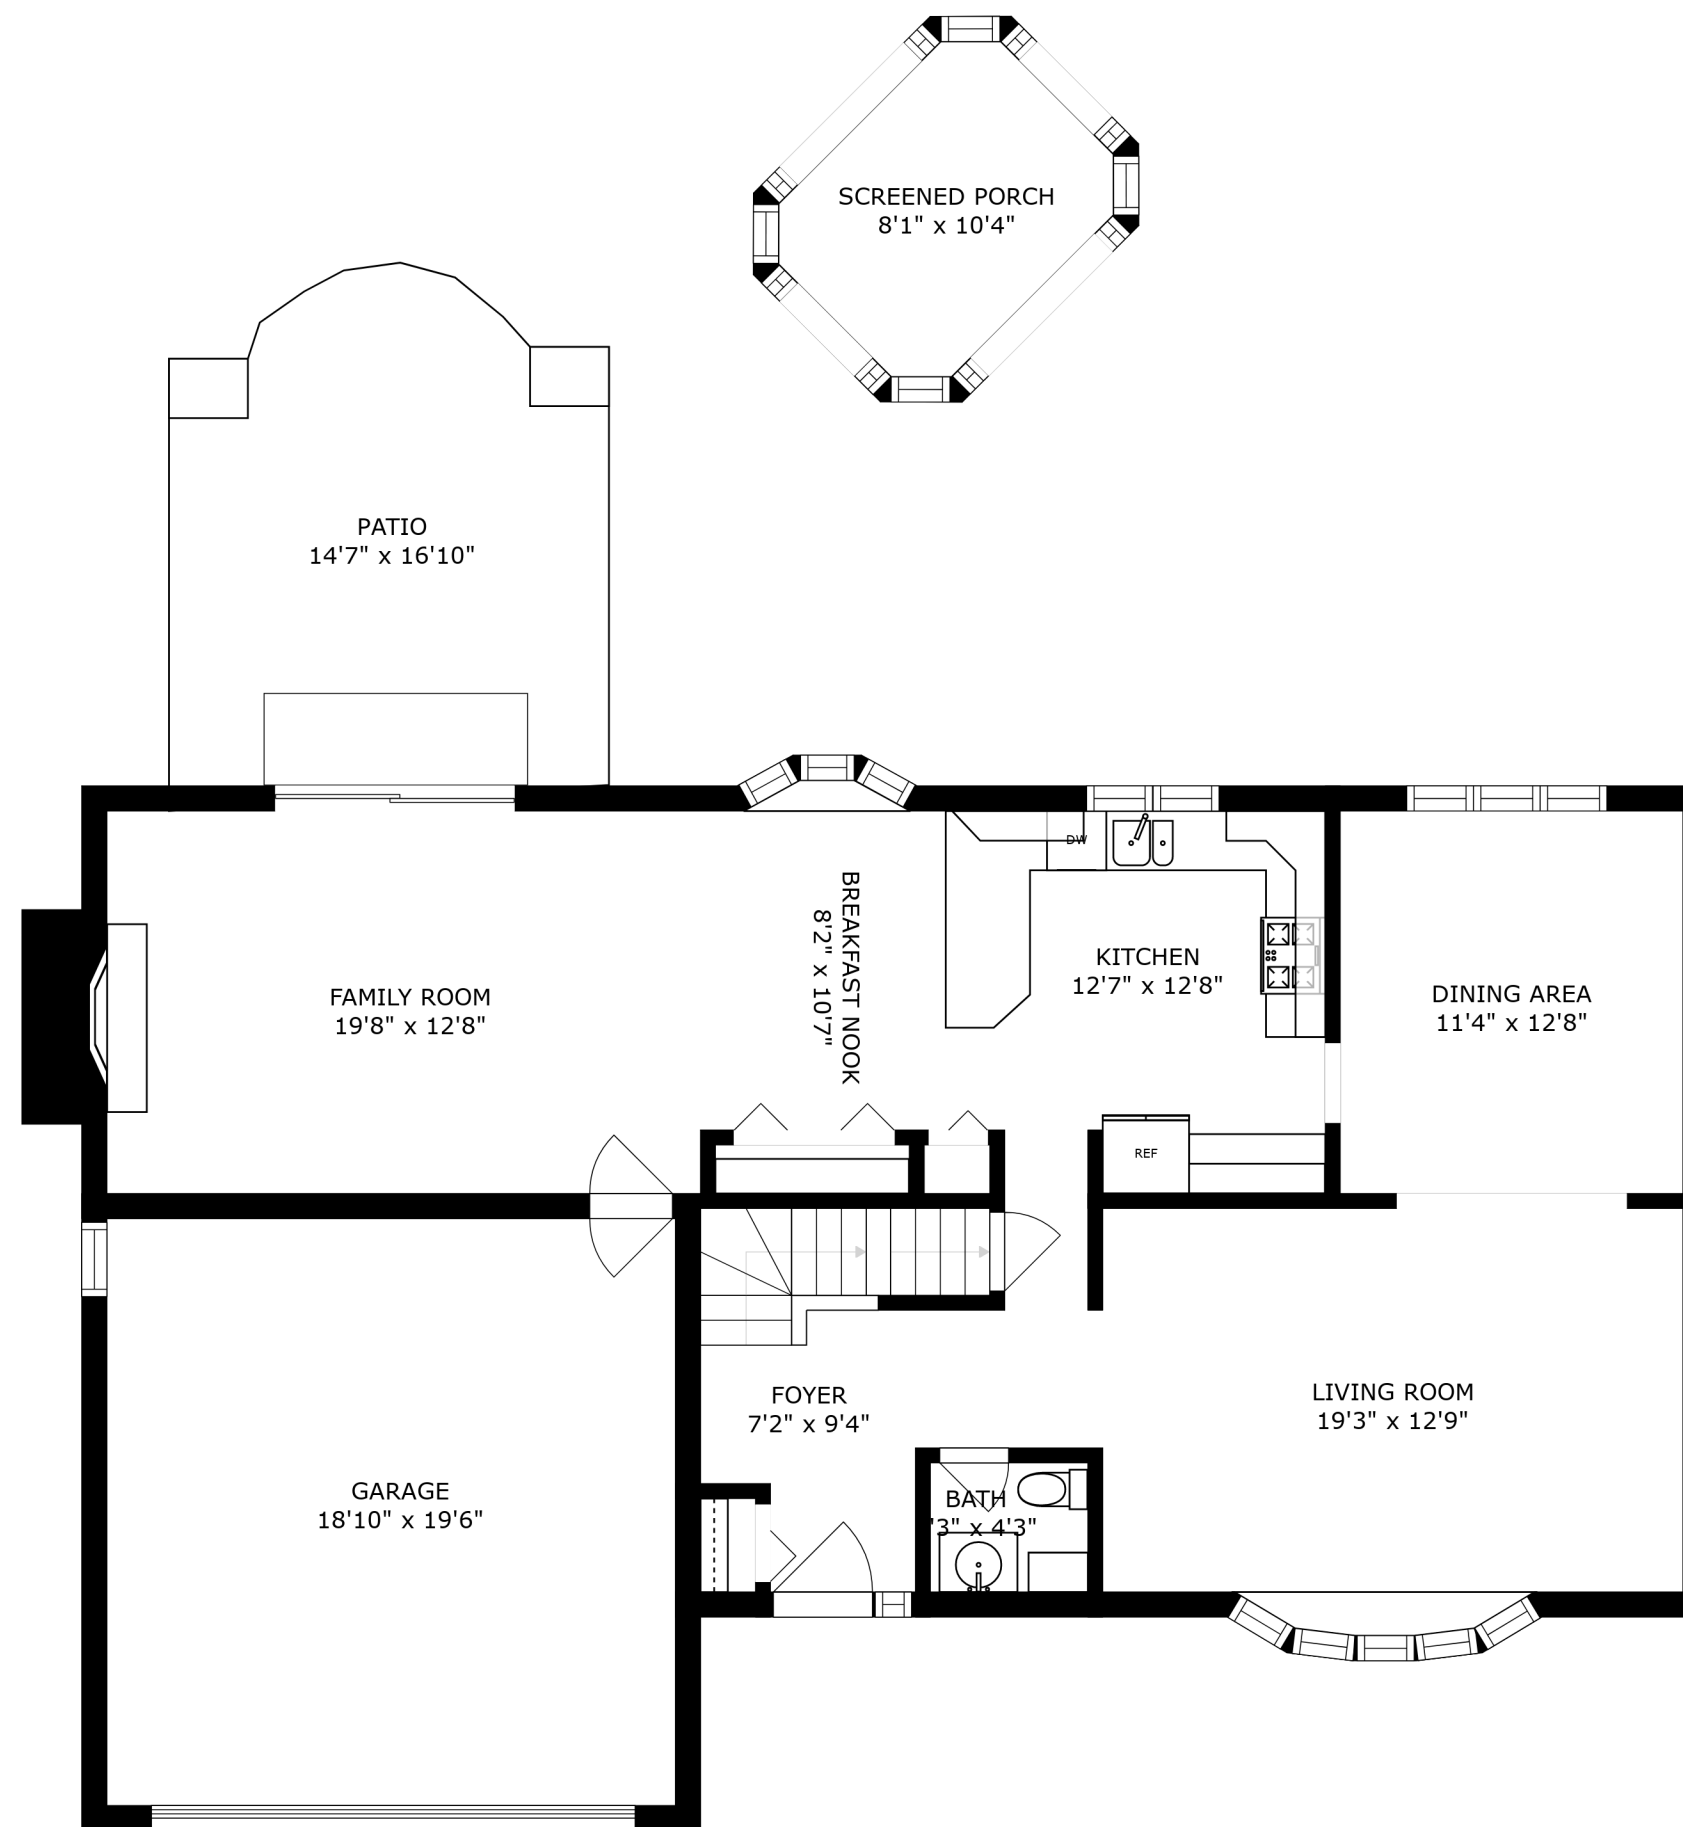 SCREENED PORCH
8'1" x 10'4"
PATIO
14'7" x 16'10"
FAMILY ROOM
19'8" x 12'8"
BREAKFAST NOOK
8'2" x 10'7"
DW
KITCHEN
12'7" x 12'8"
DINING AREA
11'4" x 12'8"
REF
FOYER
7'2" x 9'4"
LIVING ROOM
19'3" x 12'9"
GARAGE
18'10" x 19'6"
BATH
'3" x 4'3"